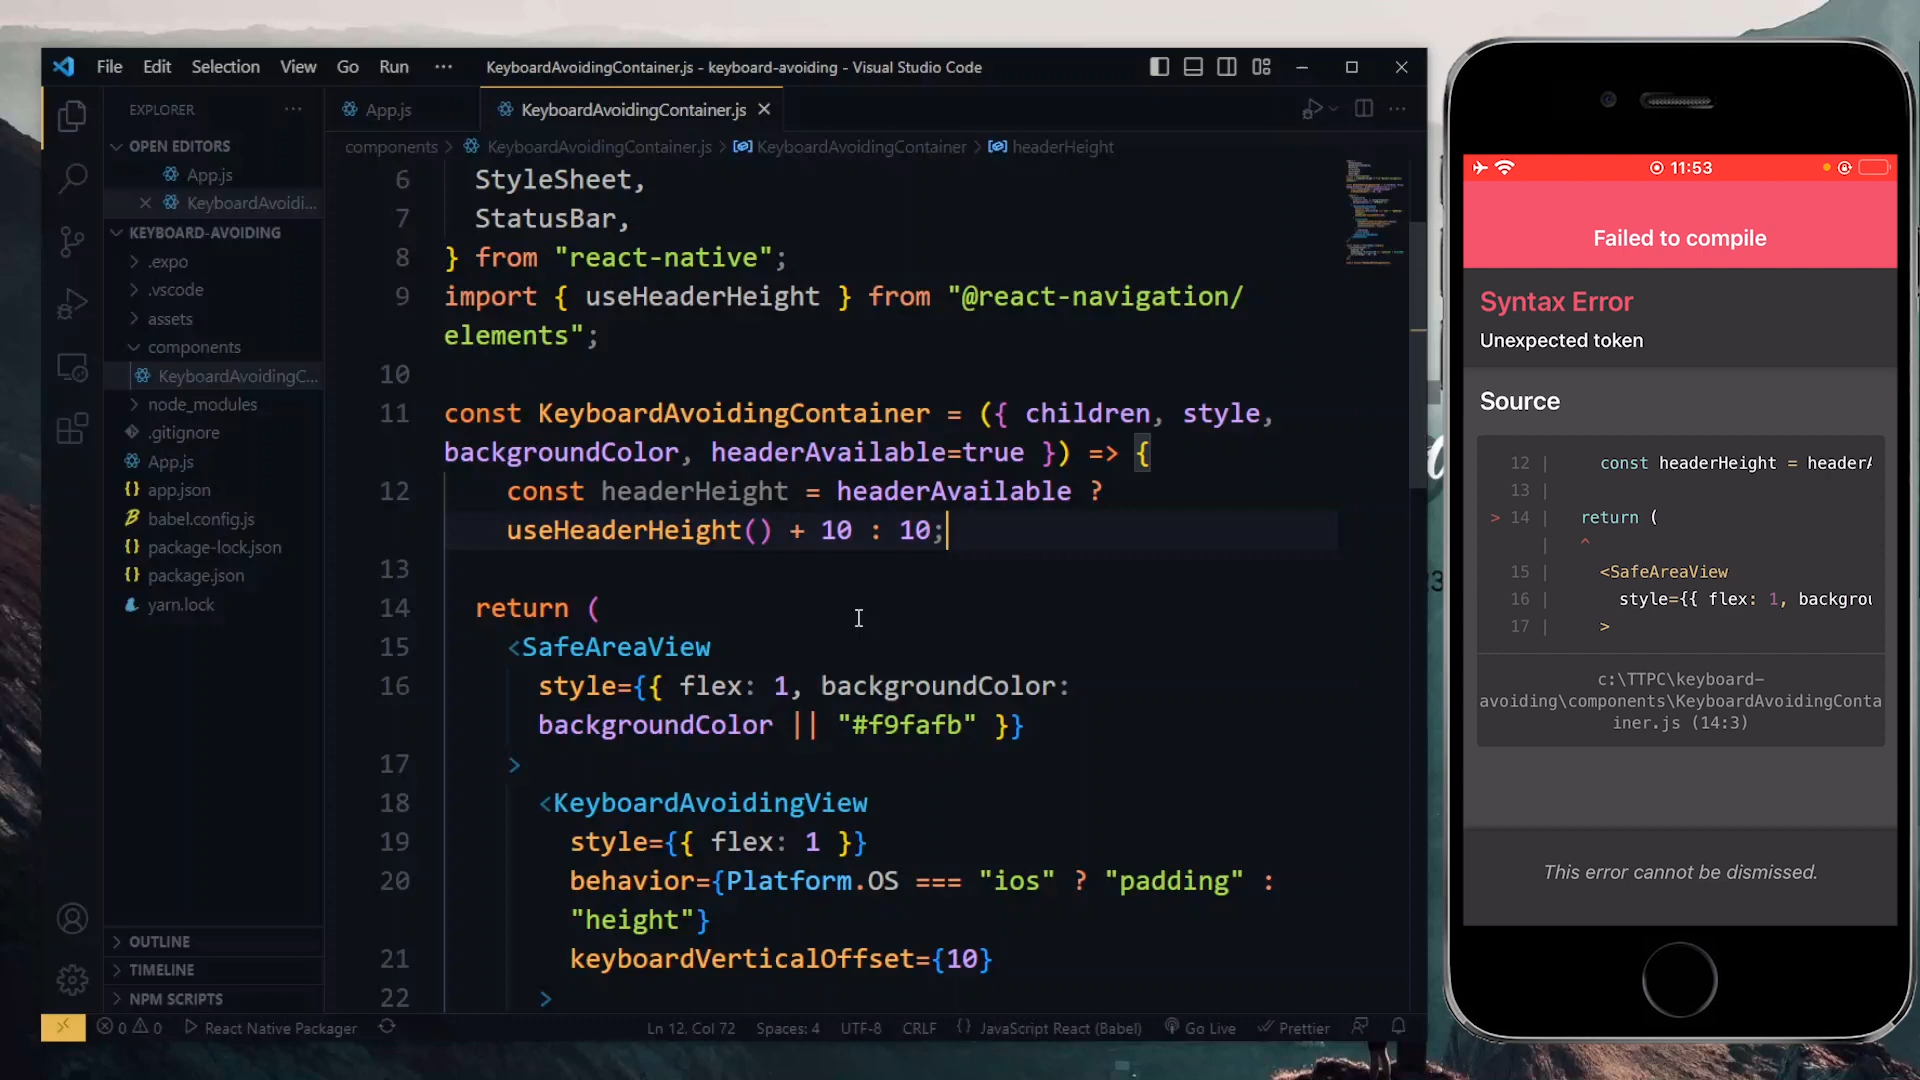 File Edit Selection View Go Run ··· KeyboardAvoidingContainer.js - keyboard-avoiding - Visual Studio Code
EXPLORER ···
OPEN EDITORS
App.js
KeyboardAvoidi...
KEYBOARD-AVOIDING
.expo
.vscode
assets
components
KeyboardAvoidingC...
node_modules
.gitignore
App.js
app.json
babel.config.js
package-lock.json
package.json
yarn.lock
OUTLINE
TIMELINE
NPM SCRIPTS
App.js KeyboardAvoidingContainer.js
components > KeyboardAvoidingContainer.js > KeyboardAvoidingContainer > headerHeight
6 StyleSheet,
7 StatusBar,
8 } from "react-native";
9 import { useHeaderHeight } from "@react-navigation/
elements";
10
11 const KeyboardAvoidingContainer = ({ children, style,
backgroundColor, headerAvailable=true }) => {
12 const headerHeight = headerAvailable ?
useHeaderHeight() + 10 : 10;
13
14 return (
15 <SafeAreaView
16 style={{ flex: 1, backgroundColor:
backgroundColor || "#f9fafb" }}
17 >
18 <KeyboardAvoidingView
19 style={{ flex: 1 }}
20 behavior={Platform.OS === "ios" ? "padding" :
"height"}
21 keyboardVerticalOffset={10}
22 >
0 0 React Native Packager Ln 12, Col 72 Spaces: 4 UTF-8 CRLF {} JavaScript React (Babel) Go Live Prettier
11:53
Failed to compile
Syntax Error
Unexpected token
Source
12 | const headerHeight = headerA
13 |
> 14 | return (
| ^
15 | <SafeAreaView
16 | style={{ flex: 1, backgrou
17 | >
c:\TTPC\keyboard-
avoiding\components\KeyboardAvoidingConta
iner.js (14:3)
This error cannot be dismissed.